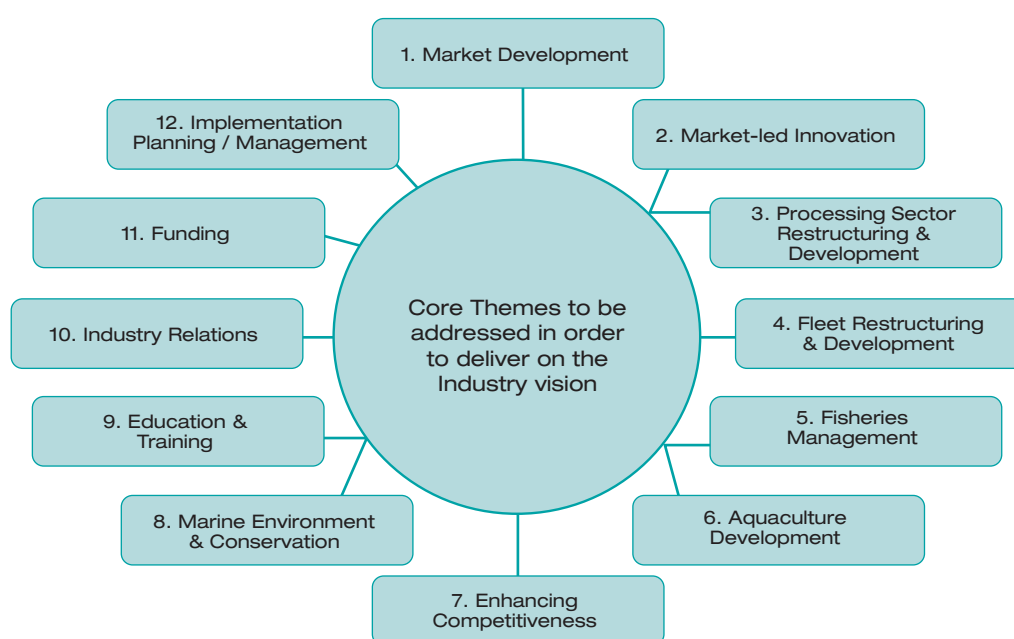 1. Market Development
2. Market-led Innovation
3. Processing Sector
Restructuring &
Development
4. Fleet Restructuring
& Development
5. Fisheries
Management
6. Aquaculture
Development
7. Enhancing
Competitiveness
8. Marine Environment
& Conservation
9. Education &
Training
10. Industry Relations
11. Funding
12. Implementation
Planning / Management
Core Themes to be
addressed in order
to deliver on the
Industry vision